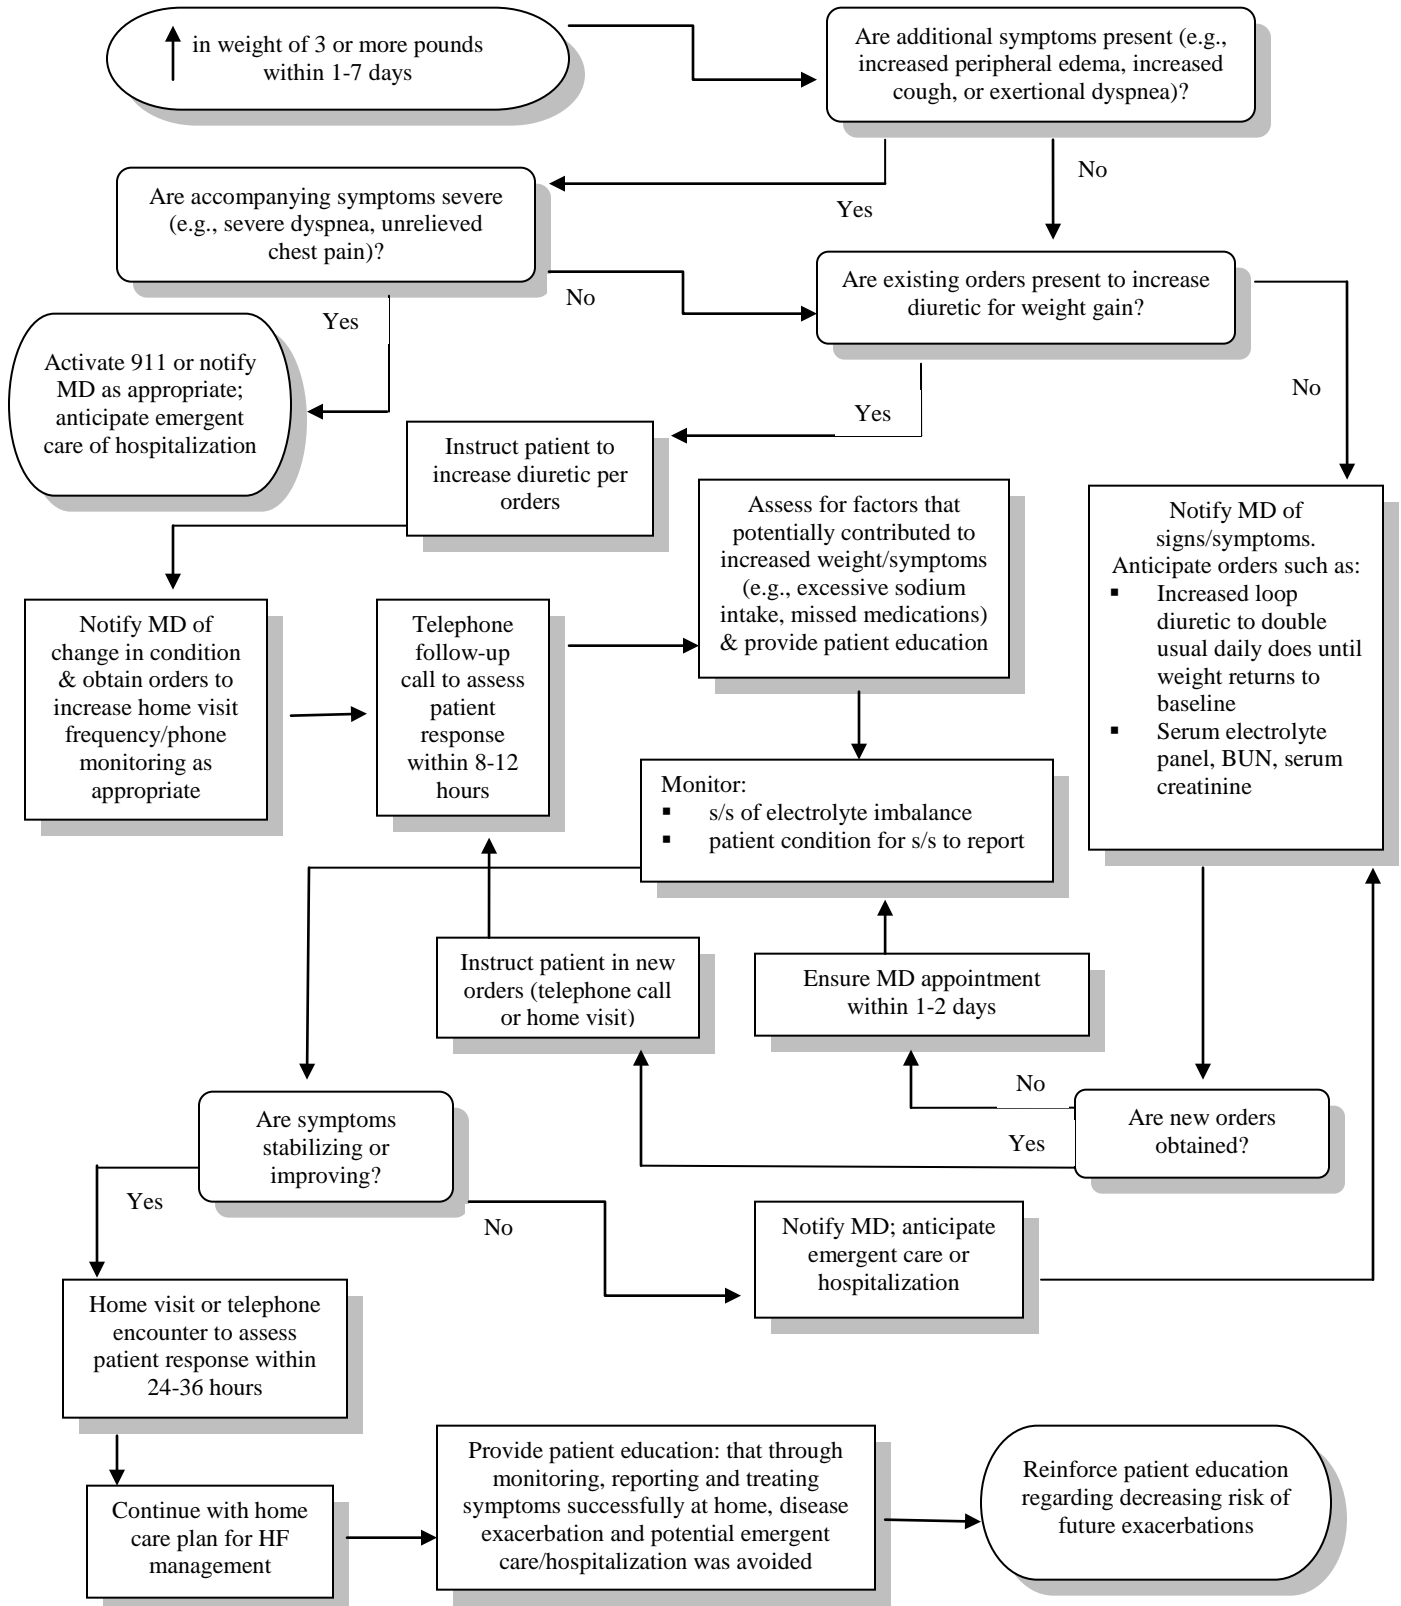 in weight of 3 or more pounds
within 1-7 days
Are additional symptoms present (e.g.,
increased peripheral edema, increased
cough, or exertional dyspnea)?
No
Yes
Are accompanying symptoms severe
(e.g., severe dyspnea, unrelieved
chest pain)?
No
Yes
Are existing orders present to increase
diuretic for weight gain?
No
Yes
Activate 911 or notify
MD as appropriate;
anticipate emergent
care of hospitalization
Instruct patient to
increase diuretic per
orders
Assess for factors that
potentially contributed to
increased weight/symptoms
(e.g., excessive sodium
intake, missed medications)
& provide patient education
Notify MD of
signs/symptoms.
Anticipate orders such as:
▪ Increased loop
diuretic to double
usual daily does until
weight returns to
baseline
▪ Serum electrolyte
panel, BUN, serum
creatinine
Notify MD of
change in condition
& obtain orders to
increase home visit
frequency/phone
monitoring as
appropriate
Telephone
follow-up
call to assess
patient
response
within 8-12
hours
Monitor:
▪ s/s of electrolyte imbalance
▪ patient condition for s/s to report
Instruct patient in new
orders (telephone call
or home visit)
Ensure MD appointment
within 1-2 days
No
Yes
Are new orders
obtained?
Are symptoms
stabilizing or
improving?
Yes
No
Notify MD; anticipate
emergent care or
hospitalization
Home visit or telephone
encounter to assess
patient response within
24-36 hours
Continue with home
care plan for HF
management
Provide patient education: that through
monitoring, reporting and treating
symptoms successfully at home, disease
exacerbation and potential emergent
care/hospitalization was avoided
Reinforce patient education
regarding decreasing risk of
future exacerbations